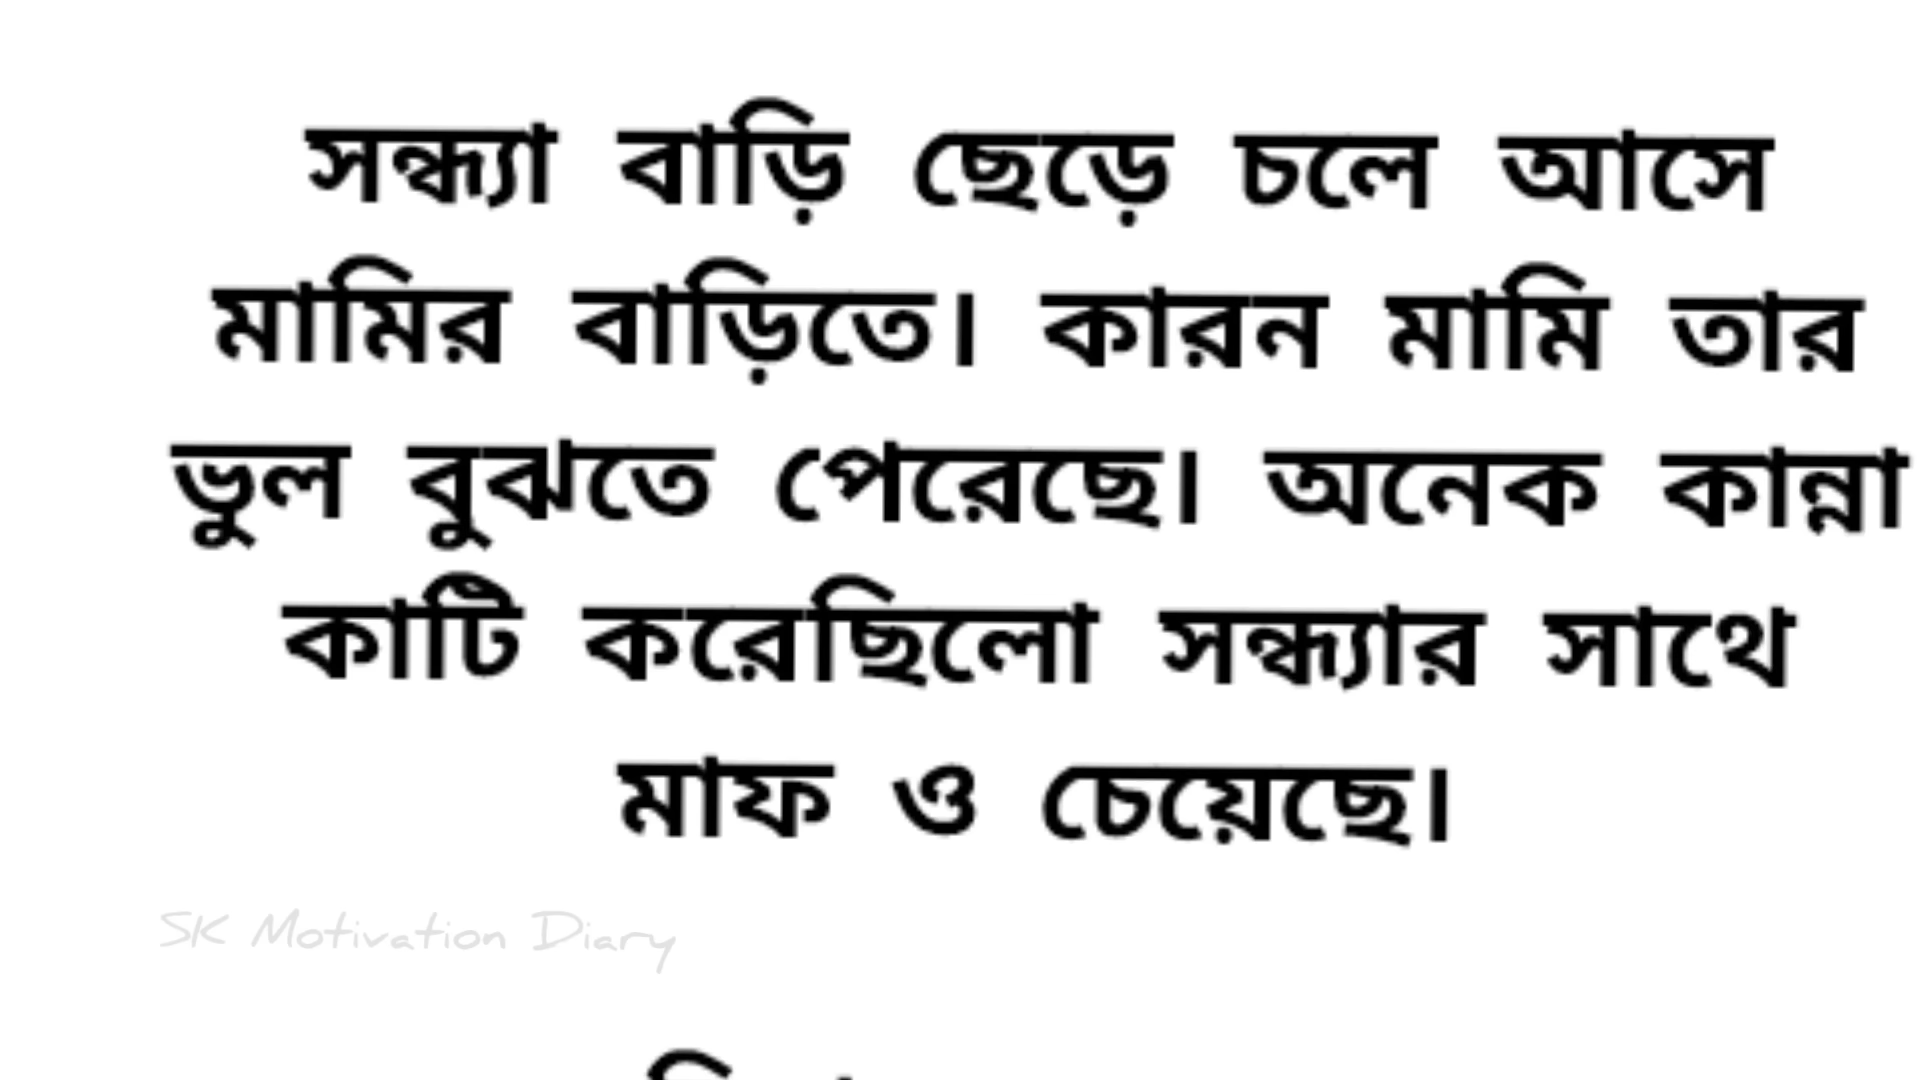 সন্ধ্যা বাড়ি ছেড়ে চলে আসে
মামির বাড়িতে। কারন মামি তার
ভুল বুঝতে পেরেছে। অনেক কান্না
কাটি করেছিলো সন্ধ্যার সাথে
মাফ ও চেয়েছে।
SK Motivation Diary